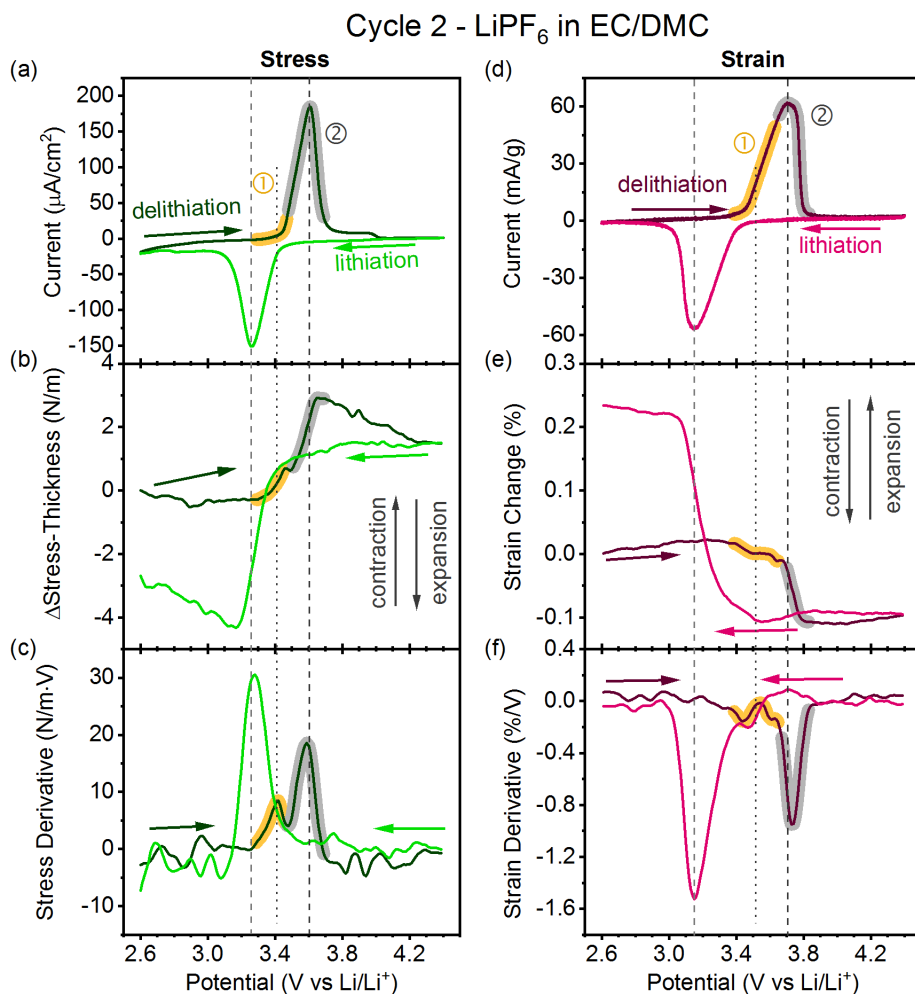 Cycle 2 - LiPF6 in EC/DMC
Stress
(a)
200
150
100
50
0
-50
-100
-150
Current (µA/cm2)
delithiation
lithiation
①
②
(b)
4
2
0
-2
-4
ΔStress-Thickness (N/m)
contraction
expansion
(c)
30
20
10
0
-10
Stress Derivative (N/m·V)
2.6 3.0 3.4 3.8 4.2
Potential (V vs Li/Li+)
Strain
(d)
60
30
0
-30
-60
Current (mA/g)
delithiation
lithiation
①
②
(e)
0.3
0.2
0.1
0.0
-0.1
Strain Change (%)
contraction
expansion
(f)
0.4
0.0
-0.4
-0.8
-1.2
-1.6
Strain Derivative (%/V)
2.6 3.0 3.4 3.8 4.2
Potential (V vs Li/Li+)